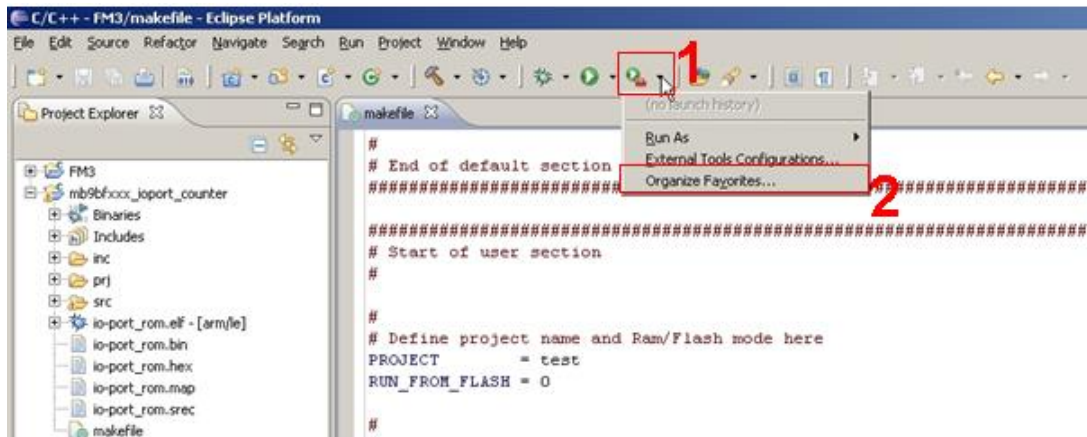 C/C++ - FM3/makefile - Eclipse Platform
File Edit Source Refactor Navigate Search Run Project Window Help
1
Project Explorer
makefile
(no launch history)
Run As
External Tools Configurations...
Organize Favorites...
2
FM3
mb9bfxxx_ioport_counter
Binaries
Includes
inc
prj
src
io-port_rom.elf - [arm/le]
io-port_rom.bin
io-port_rom.hex
io-port_rom.map
io-port_rom.srec
makefile
#
# End of default section
################################################################################
################################################################################
# Start of user section
#
#
# Define project name and Ram/Flash mode here
PROJECT = test
RUN_FROM_FLASH = 0
#